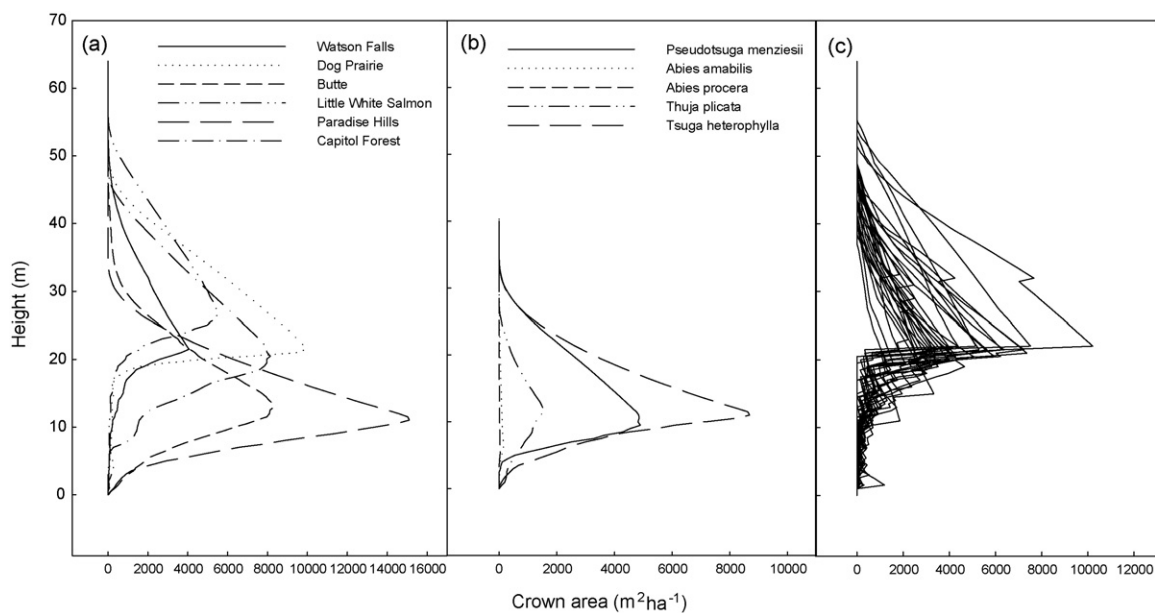 70
60
50
40
30
20
10
0
Height (m)
(a)
Watson Falls
Dog Prairie
Butte
Little White Salmon
Paradise Hills
Capitol Forest
(b)
Pseudotsuga menziesii
Abies amabilis
Abies procera
Thuja plicata
Tsuga heterophylla
(c)
0 2000 4000 6000 8000 10000 12000 14000 16000
0 2000 4000 6000 8000 10000
0 2000 4000 6000 8000 10000 12000
Crown area (m²ha⁻¹)